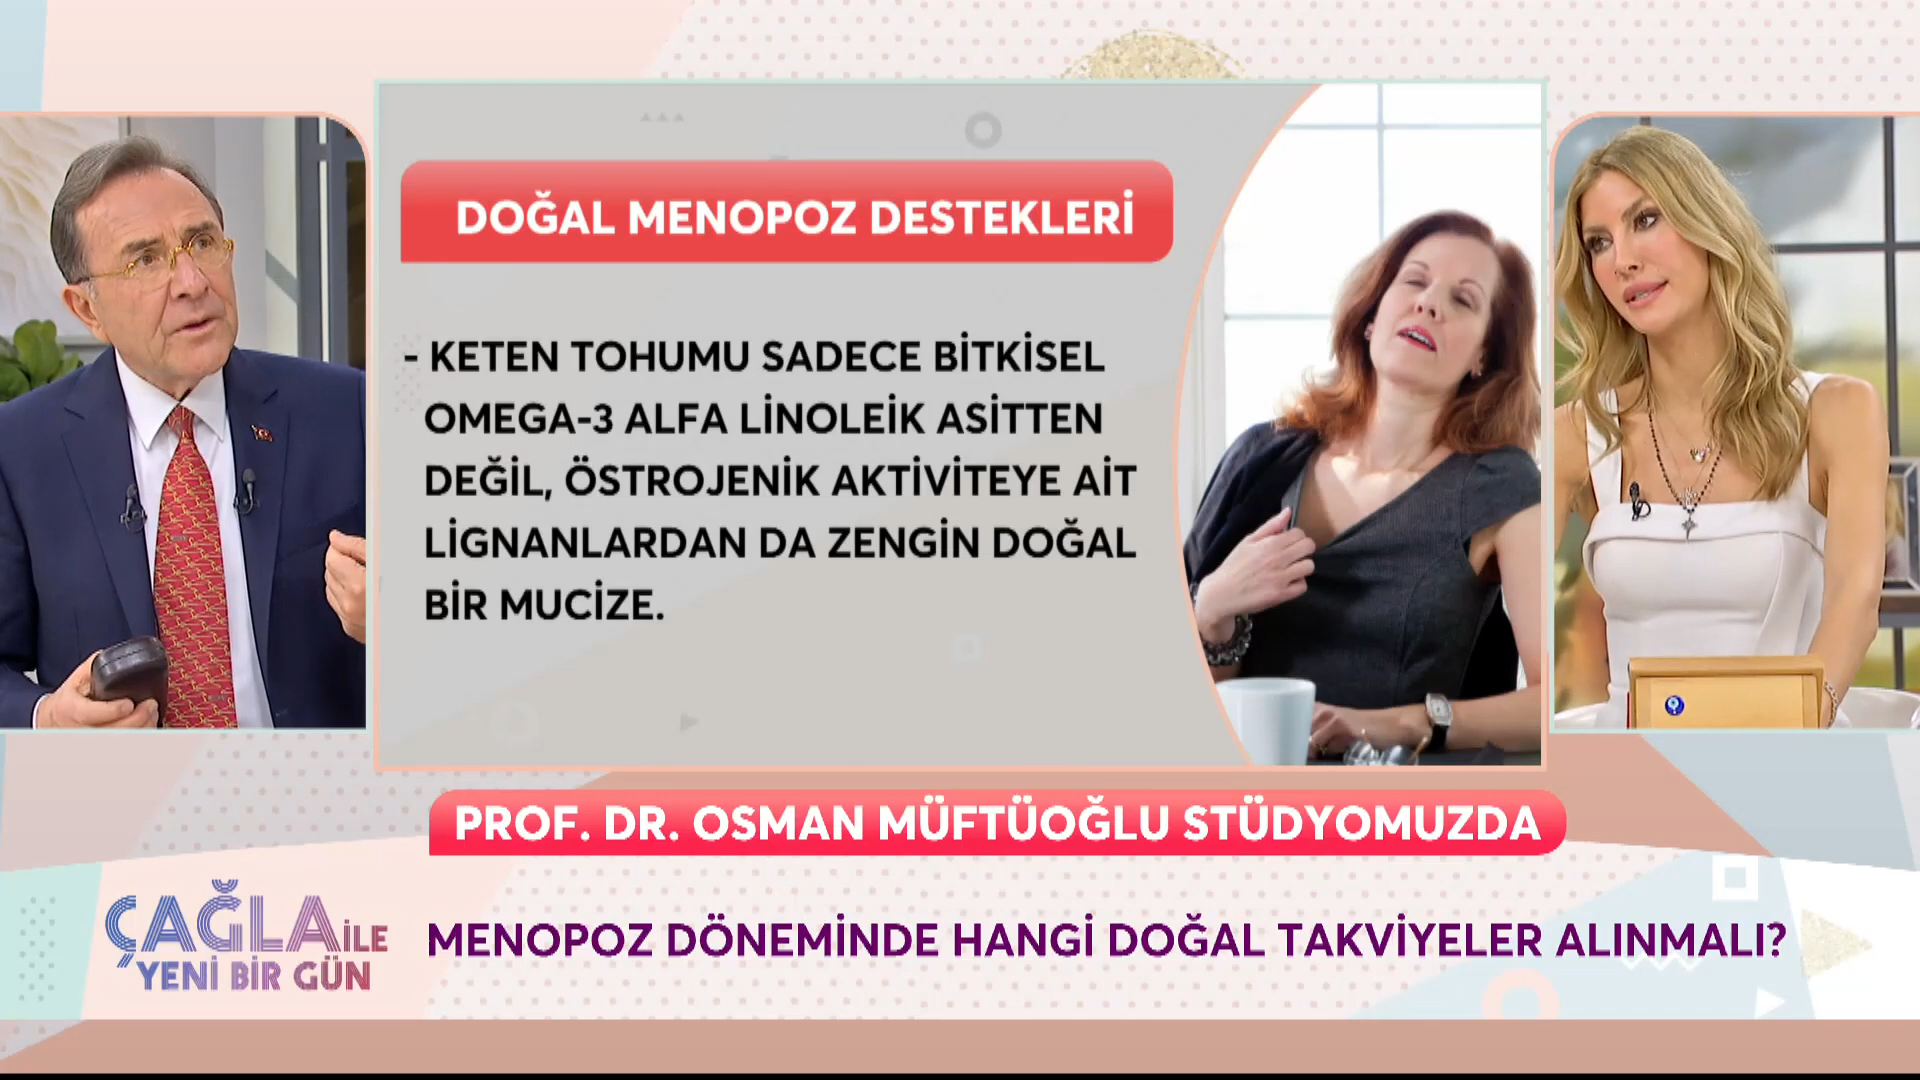 DOĞAL MENOPOZ DESTEKLERİ
- KETEN TOHUMU SADECE BİTKİSEL
OMEGA-3 ALFA LİNOLEİK ASİTTEN
DEĞİL, ÖSTROJENİK AKTİVİTEYE AİT
LİGNANLARDAN DA ZENGİN DOĞAL
BİR MUCİZE.
PROF. DR. OSMAN MÜFTÜOĞLU STÜDYOMUZDA
ÇAĞLA İLE
YENİ BİR GÜN
MENOPOZ DÖNEMİNDE HANGİ DOĞAL TAKVİYELER ALINMALI?